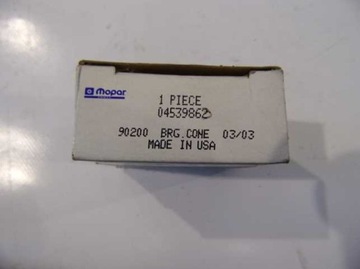 mopar
1 PIECE
04539862
90200 BRG.CONE 03/03
MADE IN USA